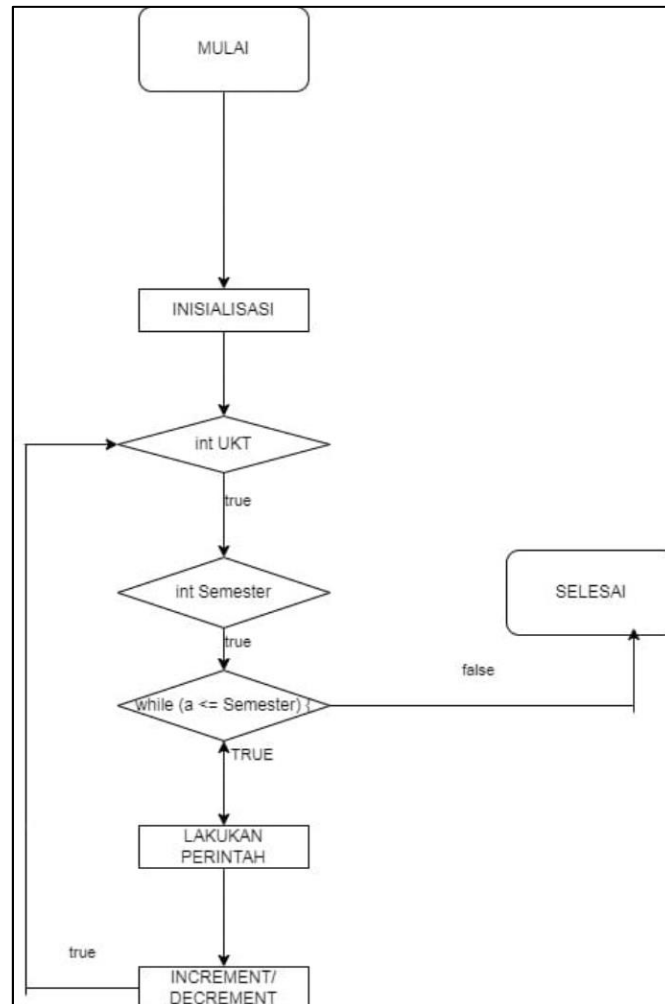 MULAI
INISIALISASI
int UKT
true
int Semester
SELESAI
true
false
while (a <= Semester) {
TRUE
LAKUKAN
PERINTAH
true
INCREMENT/
DECREMENT